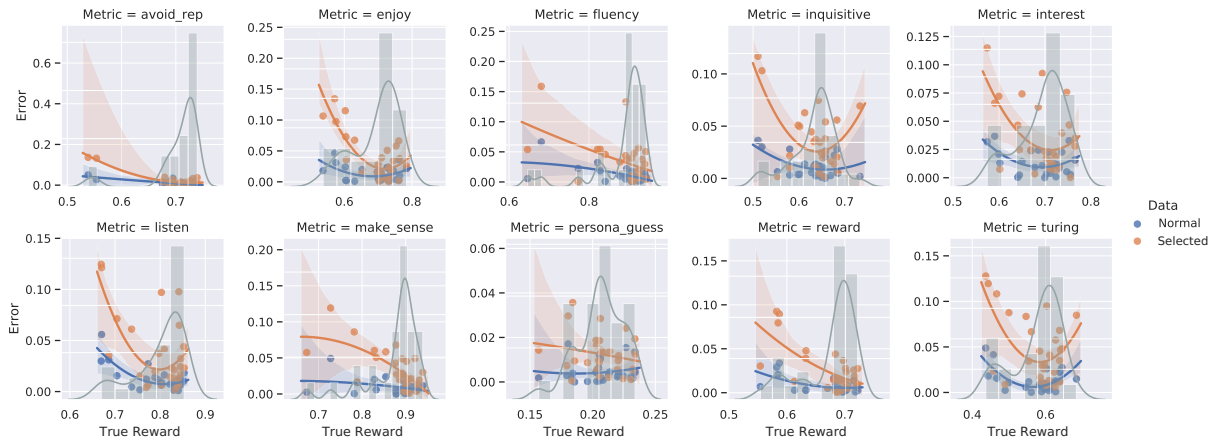 Metric = avoid_rep
Metric = enjoy
Metric = fluency
Metric = inquisitive
Metric = interest
Error
0.6
0.4
0.2
0.0
0.5 0.6 0.7
0.25
0.20
0.15
0.10
0.05
0.00
0.6 0.8
0.25
0.20
0.15
0.10
0.05
0.00
0.6 0.8
0.10
0.05
0.00
0.5 0.6 0.7
0.125
0.100
0.075
0.050
0.025
0.000
0.5 0.6 0.7 0.8
Data
Normal
Selected
Metric = listen
Metric = make_sense
Metric = persona_guess
Metric = reward
Metric = turing
Error
0.15
0.10
0.05
0.00
0.6 0.7 0.8 0.9
True Reward
0.20
0.15
0.10
0.05
0.00
0.7 0.8 0.9
True Reward
0.06
0.04
0.02
0.00
0.15 0.20 0.25
True Reward
0.15
0.10
0.05
0.00
0.5 0.6 0.7
True Reward
0.15
0.10
0.05
0.00
0.4 0.6
True Reward